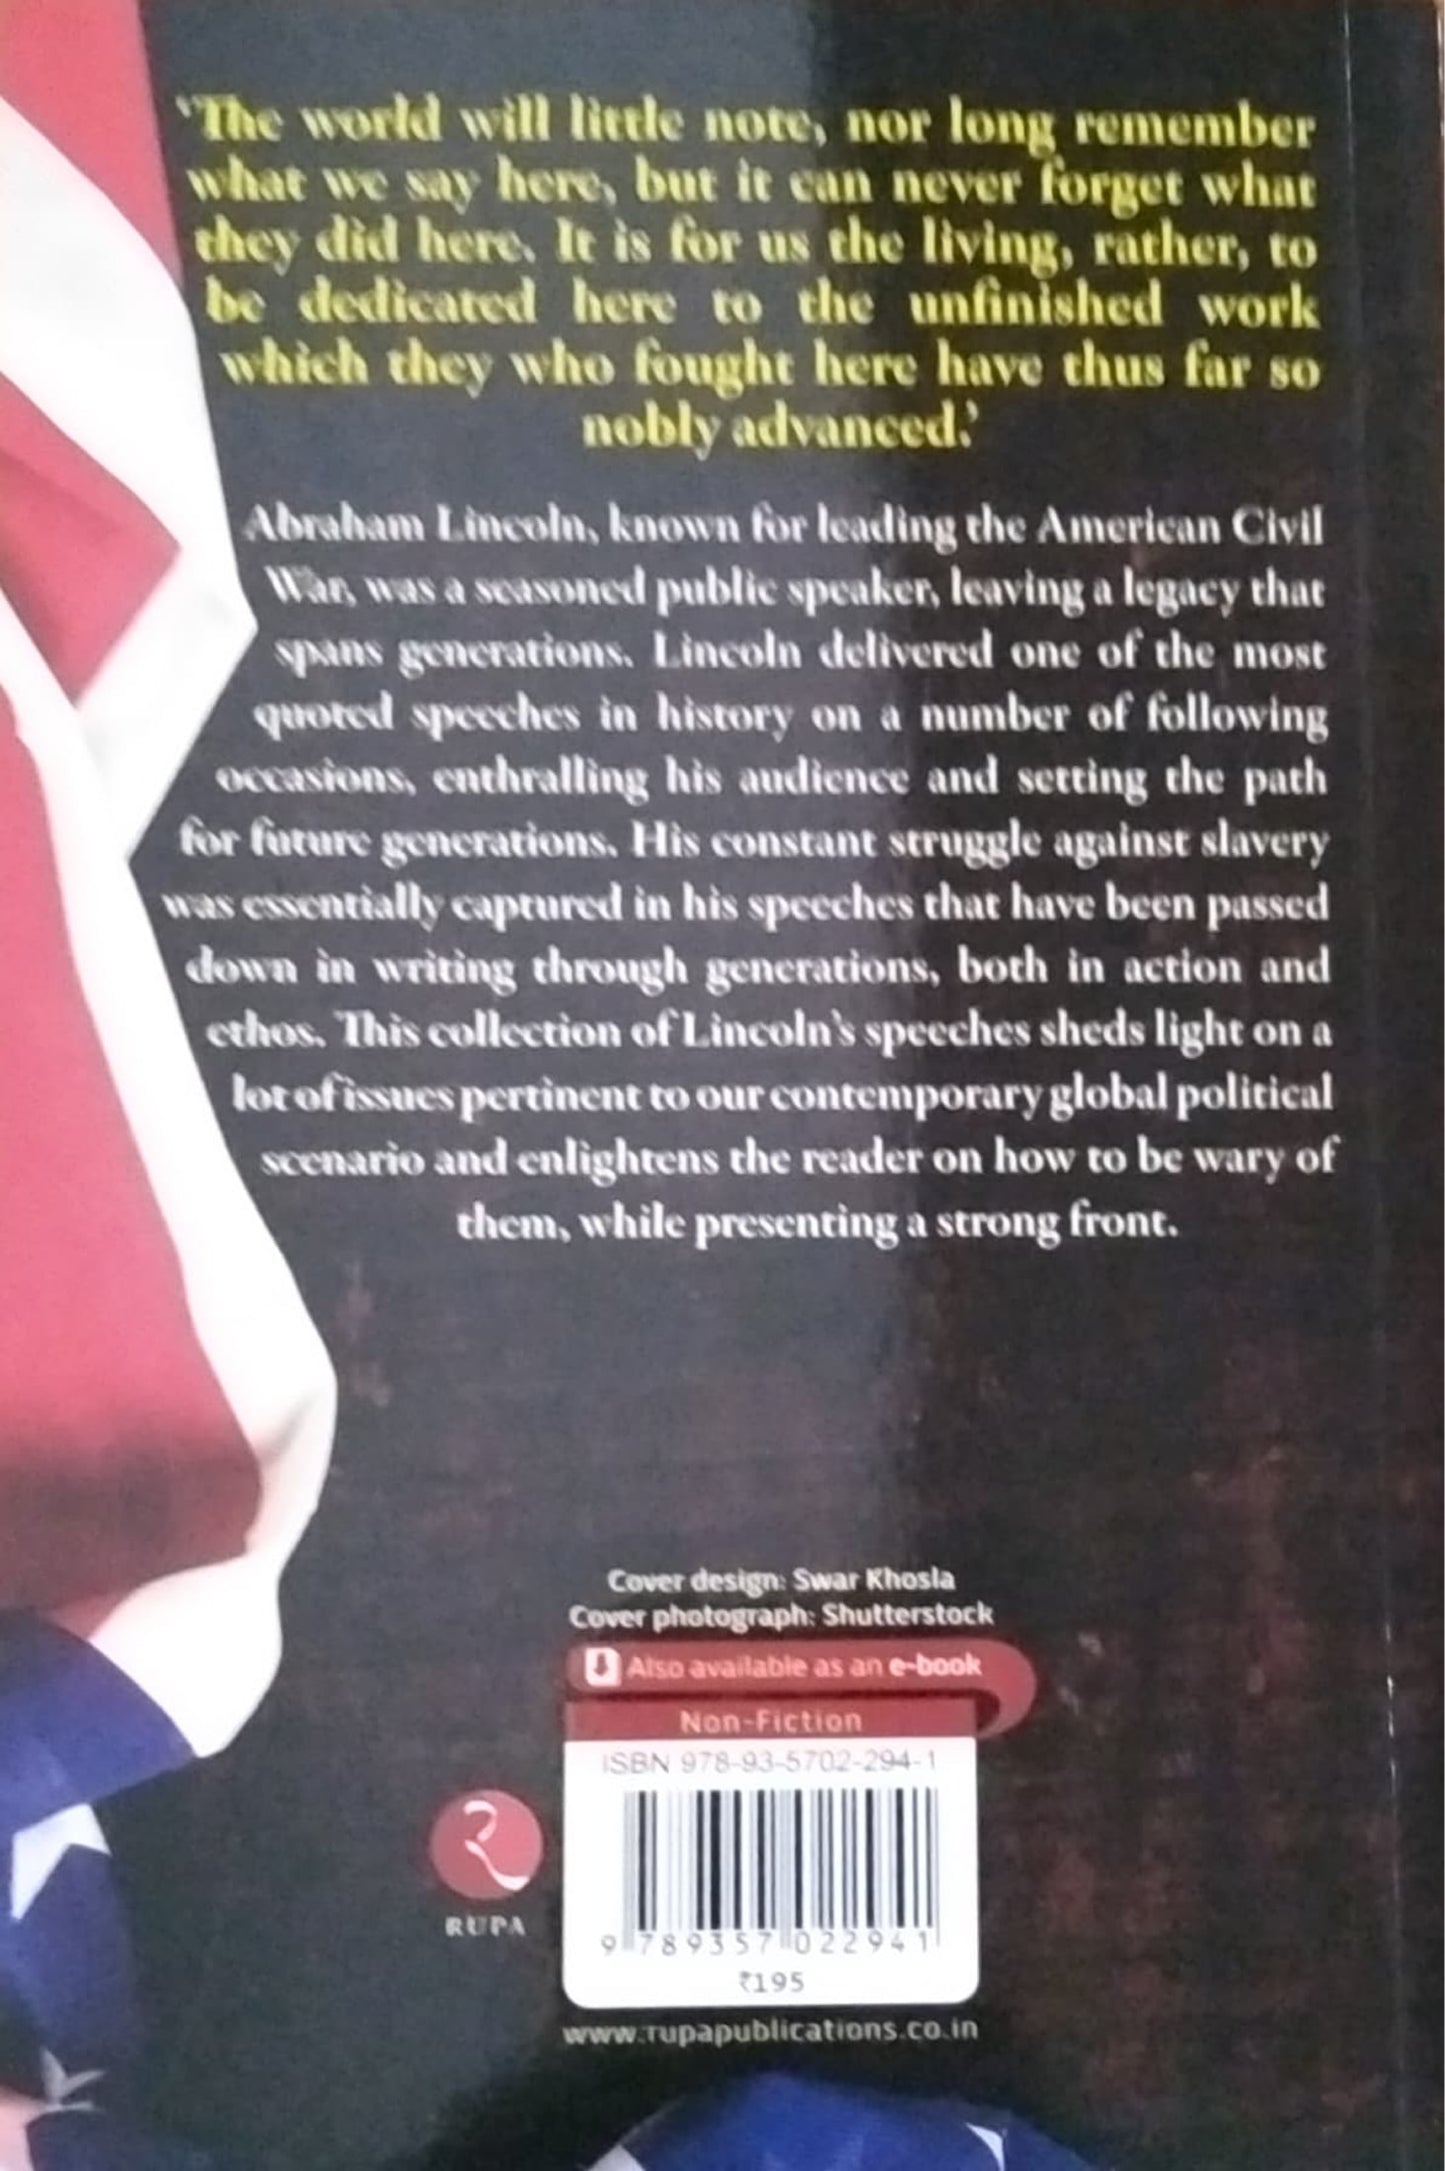 ‘The world will little note, nor long remember
what we say here, but it can never forget what
they did here. It is for us the living, rather, to
be dedicated here to the unfinished work
which they who fought here have thus far so
nobly advanced.’
Abraham Lincoln, known for leading the American Civil
War, was a seasoned public speaker, leaving a legacy that
spans generations. Lincoln delivered one of the most
quoted speeches in history on a number of following
occasions, enthralling his audience and setting the path
for future generations. His constant struggle against slavery
was essentially captured in his speeches that have been passed
down in writing through generations, both in action and
ethos. This collection of Lincoln’s speeches sheds light on a
lot of issues pertinent to our contemporary global political
scenario and enlightens the reader on how to be wary of
them, while presenting a strong front.
Cover design: Swar Khosla
Cover photograph: Shutterstock
Also available as an e-book
Non-Fiction
ISBN 978-93-5702-294-1
9 789357 022941
₹195
RUPA
www.rupapublications.co.in